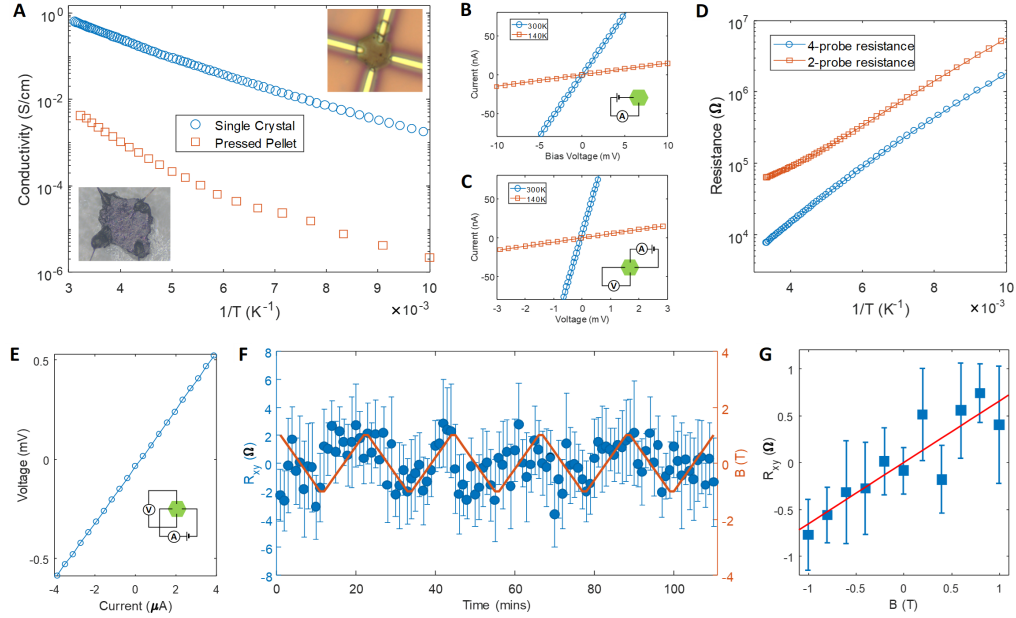 A
10^0
10^-2
10^-4
10^-6
Conductivity (S/cm)
Single Crystal
Pressed Pellet
3
4
5
6
7
8
9
10
1/T (K^-1)
×10^-3
B
300K
140K
50
0
-50
Current (nA)
A
-10
-5
0
5
10
Bias Voltage (mV)
C
300K
140K
50
0
-50
Current (nA)
A
V
-3
-2
-1
0
1
2
3
Voltage (mV)
D
10^7
10^6
10^5
10^4
Resistance (Ω)
4-probe resistance
2-probe resistance
4
6
8
10
1/T (K^-1)
×10^-3
E
0.5
0
-0.5
Voltage (mV)
V
A
-4
-2
0
2
4
Current (μA)
F
8
6
4
2
0
-2
-4
-6
-8
R_xy (Ω)
4
2
0
-2
-4
B (T)
0
20
40
60
80
100
Time (mins)
G
1
0.5
0
-0.5
-1
R_xy (Ω)
-1
-0.5
0
0.5
1
B (T)